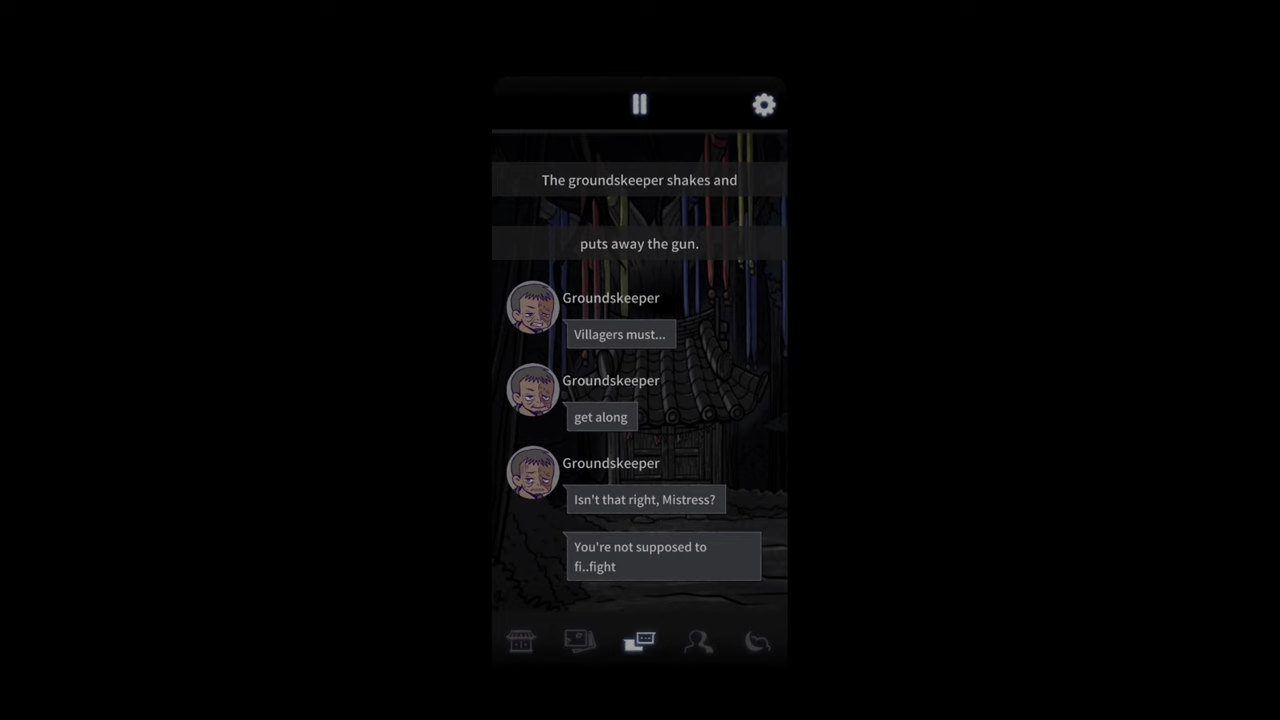 The groundskeeper shakes and
puts away the gun.
Groundskeeper
Villagers must...
Groundskeeper
get along
Groundskeeper
Isn't that right, Mistress?
You're not supposed to
fi..fight